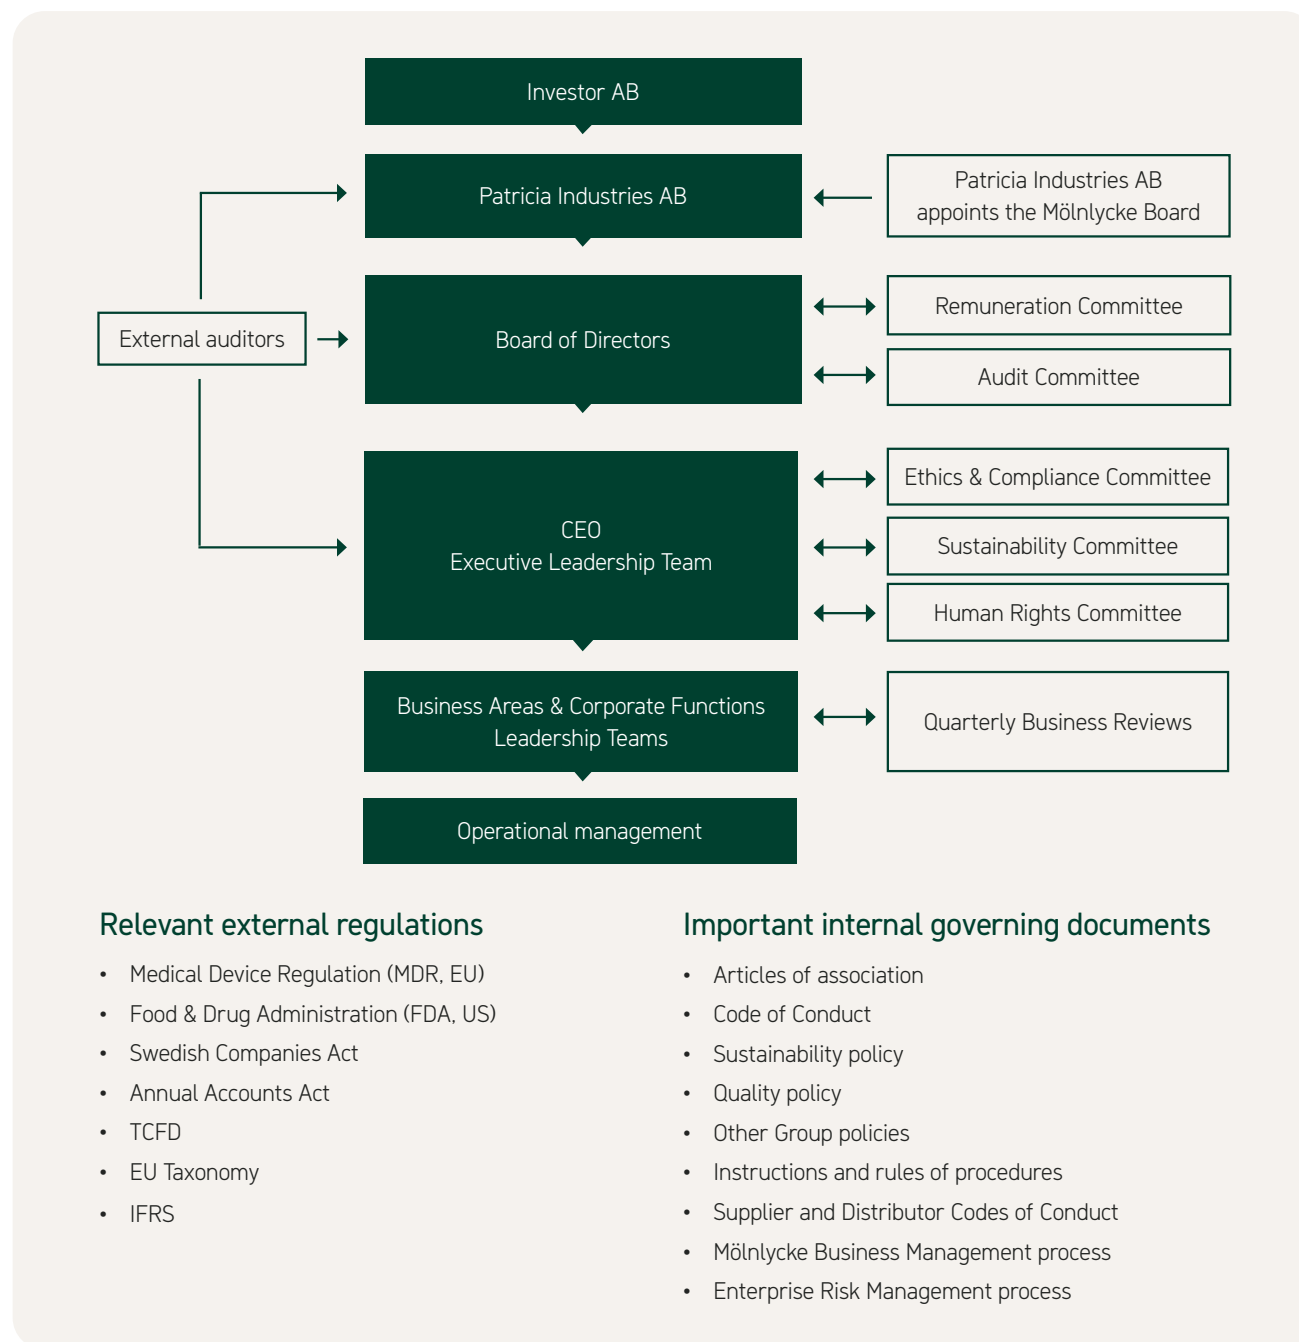 Investor AB
Patricia Industries AB
Patricia Industries AB
appoints the Mölnlycke Board
External auditors
Board of Directors
Remuneration Committee
Audit Committee
CEO
Executive Leadership Team
Ethics & Compliance Committee
Sustainability Committee
Human Rights Committee
Business Areas & Corporate Functions
Leadership Teams
Quarterly Business Reviews
Operational management
Relevant external regulations
• Medical Device Regulation (MDR, EU)
• Food & Drug Administration (FDA, US)
• Swedish Companies Act
• Annual Accounts Act
• TCFD
• EU Taxonomy
• IFRS
Important internal governing documents
• Articles of association
• Code of Conduct
• Sustainability policy
• Quality policy
• Other Group policies
• Instructions and rules of procedures
• Supplier and Distributor Codes of Conduct
• Mölnlycke Business Management process
• Enterprise Risk Management process